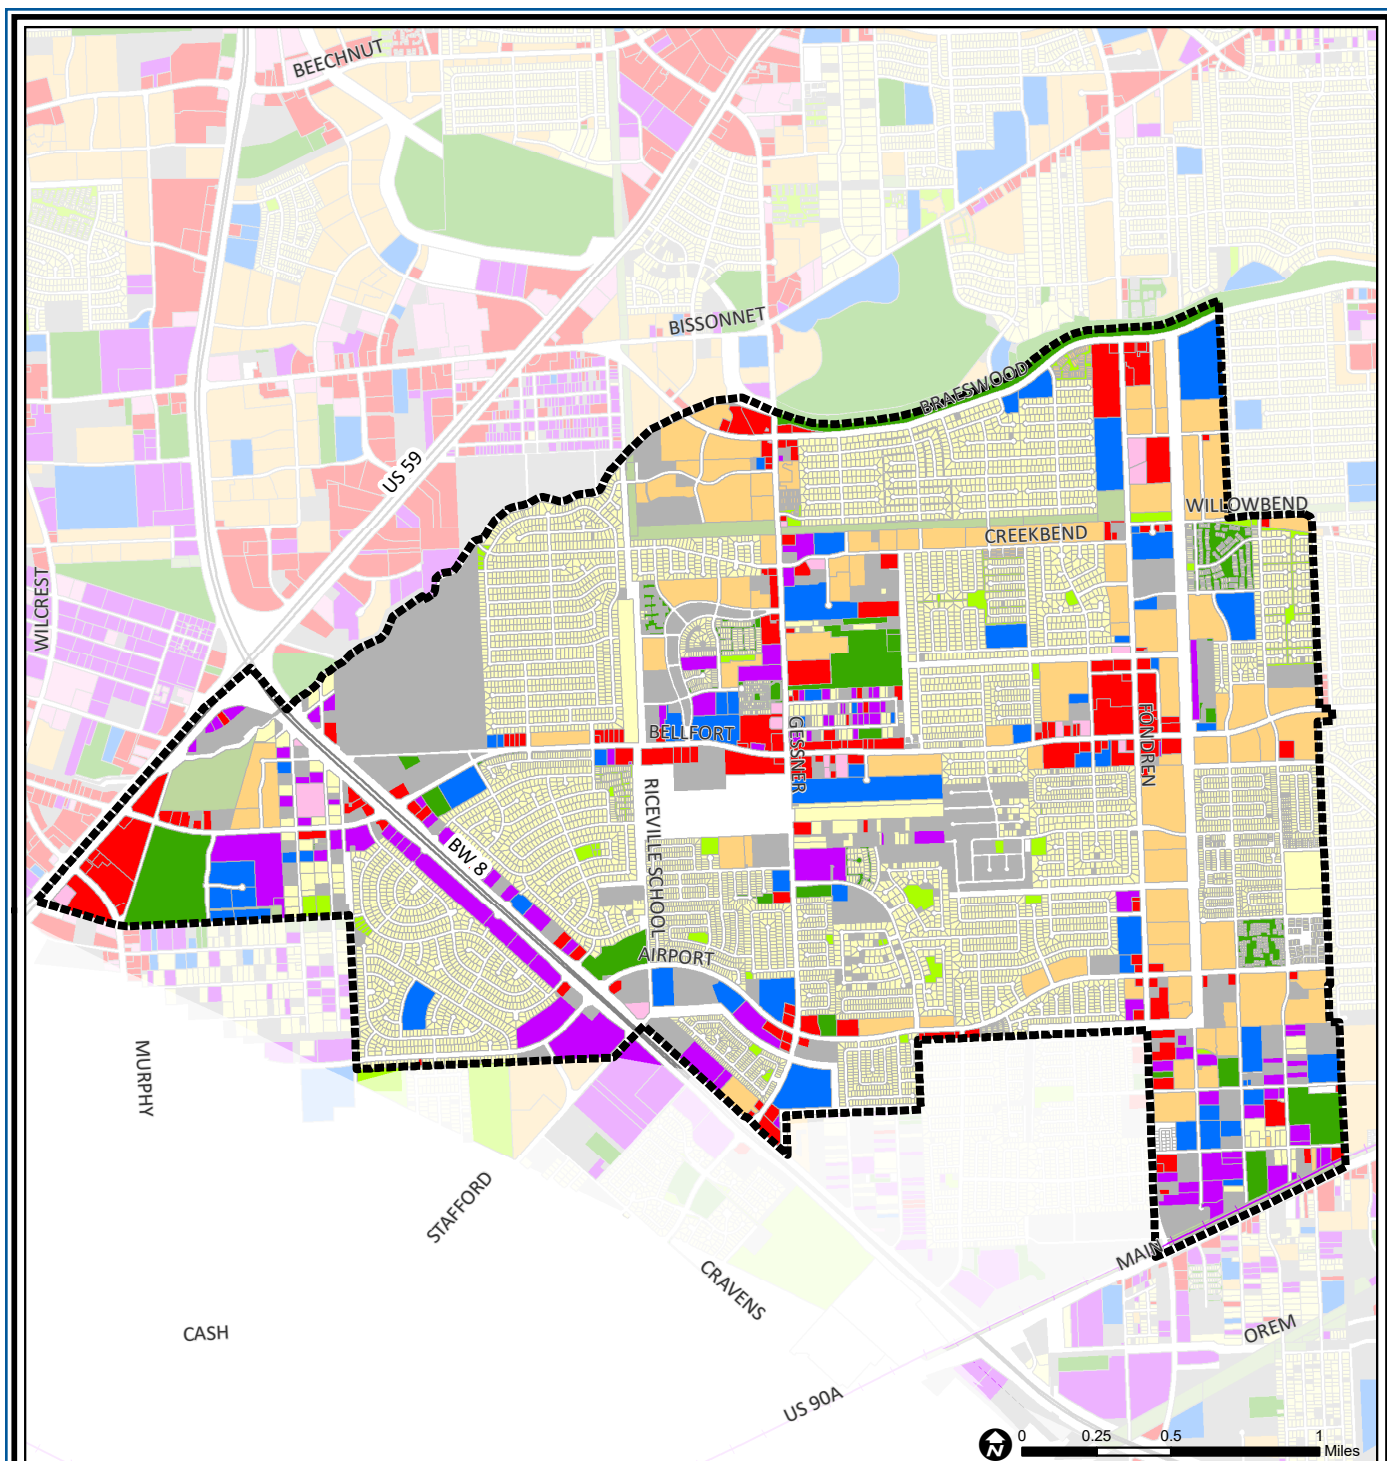 BEECHNUT
BISSONNET
BRAESWOOD
US 59
WILLOWBEND
CREEKBEND
WILCREST
BELLFORT
GESSNER
FONDREN
RICEVILLE SCHOOL
BW 8
AIRPORT
MURPHY
STAFFORD
CRAVENS
MAIN
CASH
OREM
US 90A
N
0 0.25 0.5 1
Miles